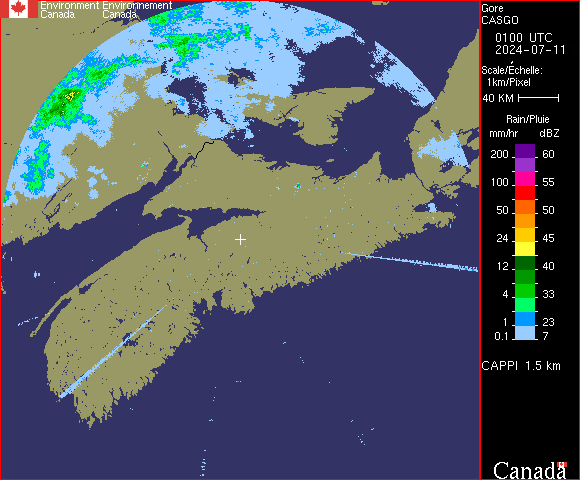 Environment Environnement
Canada Canada
Gore
CASGO
0100 UTC
2024-07-11
Scale/Échelle:
1km/Pixel
40 KM
Rain/Pluie
mm/hr dBZ
200 60
100 55
50 50
24 45
12 40
4 33
1 23
0.1 7
CAPPI 1.5 km
Canada